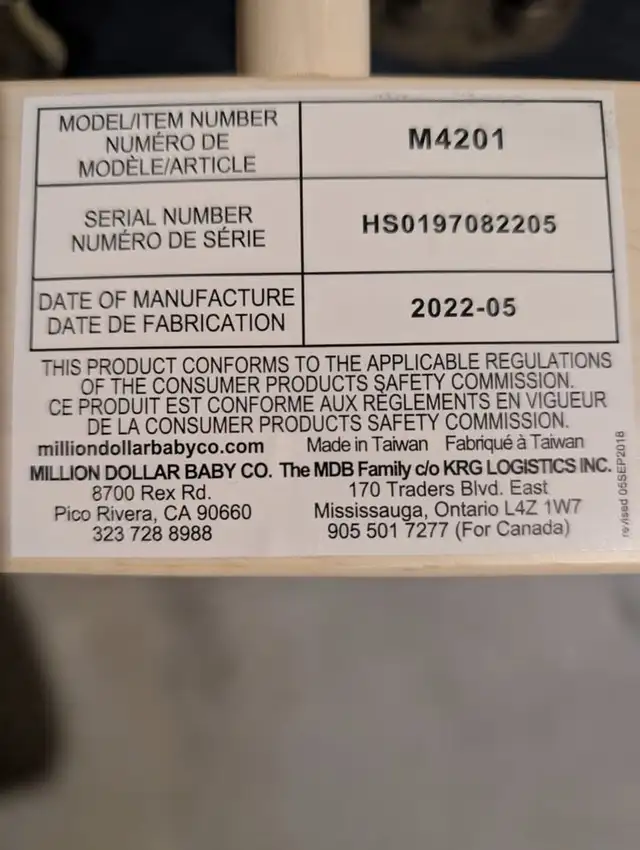 MODEL/ITEM NUMBER
NUMÉRO DE
MODÈLE/ARTICLE
M4201
SERIAL NUMBER
NUMÉRO DE SÉRIE
HS0197082205
DATE OF MANUFACTURE
DATE DE FABRICATION
2022-05
THIS PRODUCT CONFORMS TO THE APPLICABLE REGULATIONS
OF THE CONSUMER PRODUCTS SAFETY COMMISSION.
CE PRODUIT EST CONFORME AUX RÈGLEMENTS EN VIGUEUR
DE LA CONSUMER PRODUCTS SAFETY COMMISSION.
milliondollarbabyco.com Made in Taiwan Fabriqué à Taiwan
MILLION DOLLAR BABY CO. The MDB Family c/o KRG LOGISTICS INC.
8700 Rex Rd. 170 Traders Blvd. East
Pico Rivera, CA 90660 Mississauga, Ontario L4Z 1W7
323 728 8988 905 501 7277 (For Canada)
revised 05SEP2018